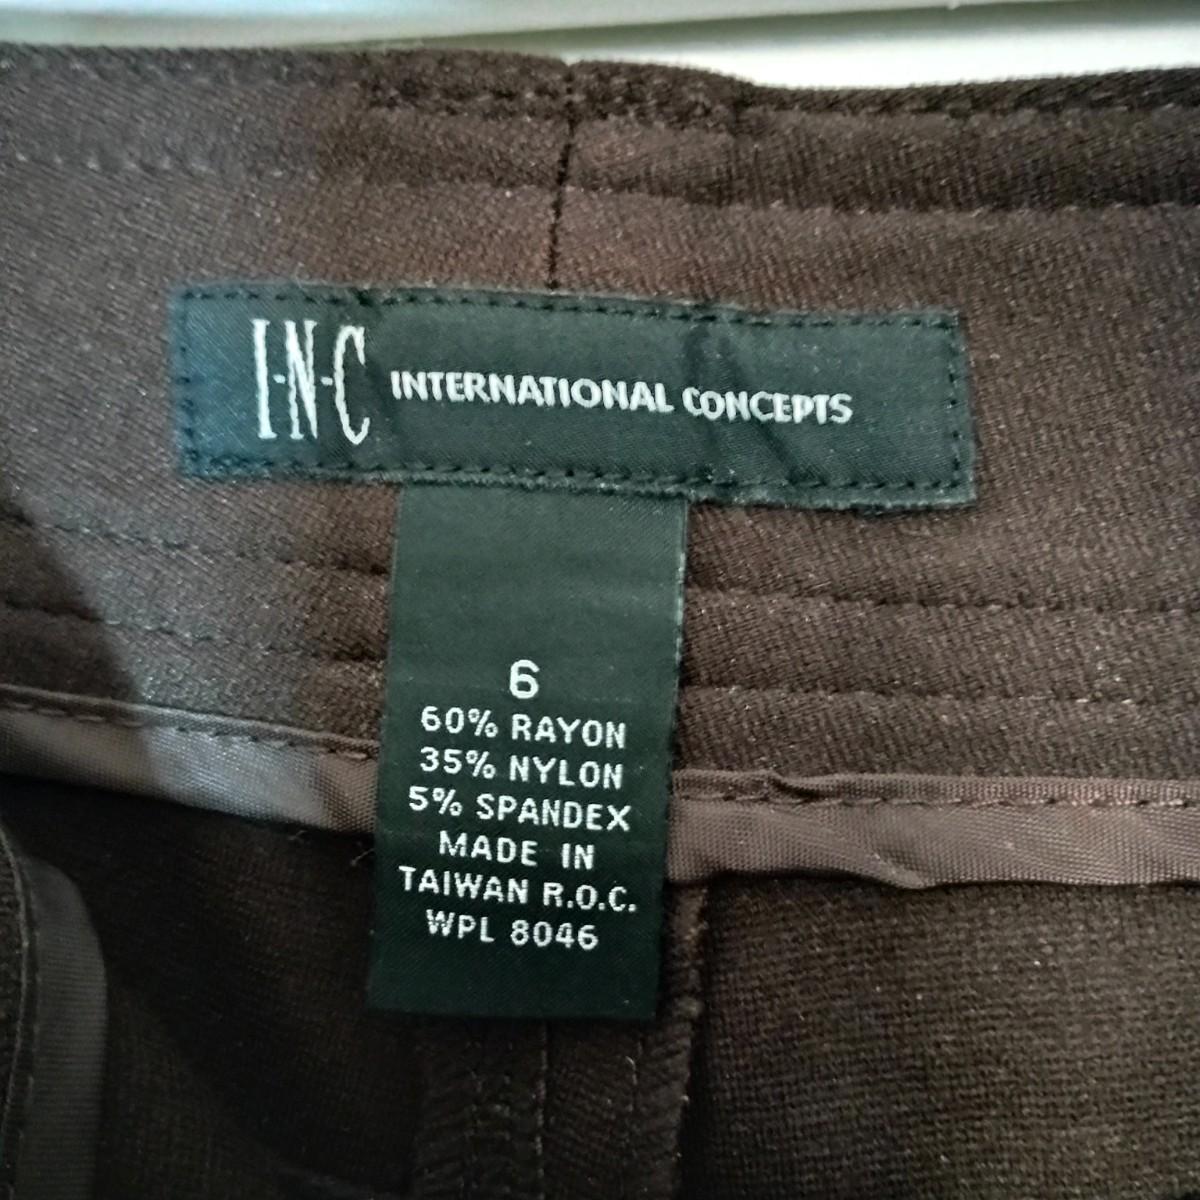 I-N-C INTERNATIONAL CONCEPTS
6
60% RAYON
35% NYLON
5% SPANDEX
MADE IN
TAIWAN R.O.C.
WPL 8046